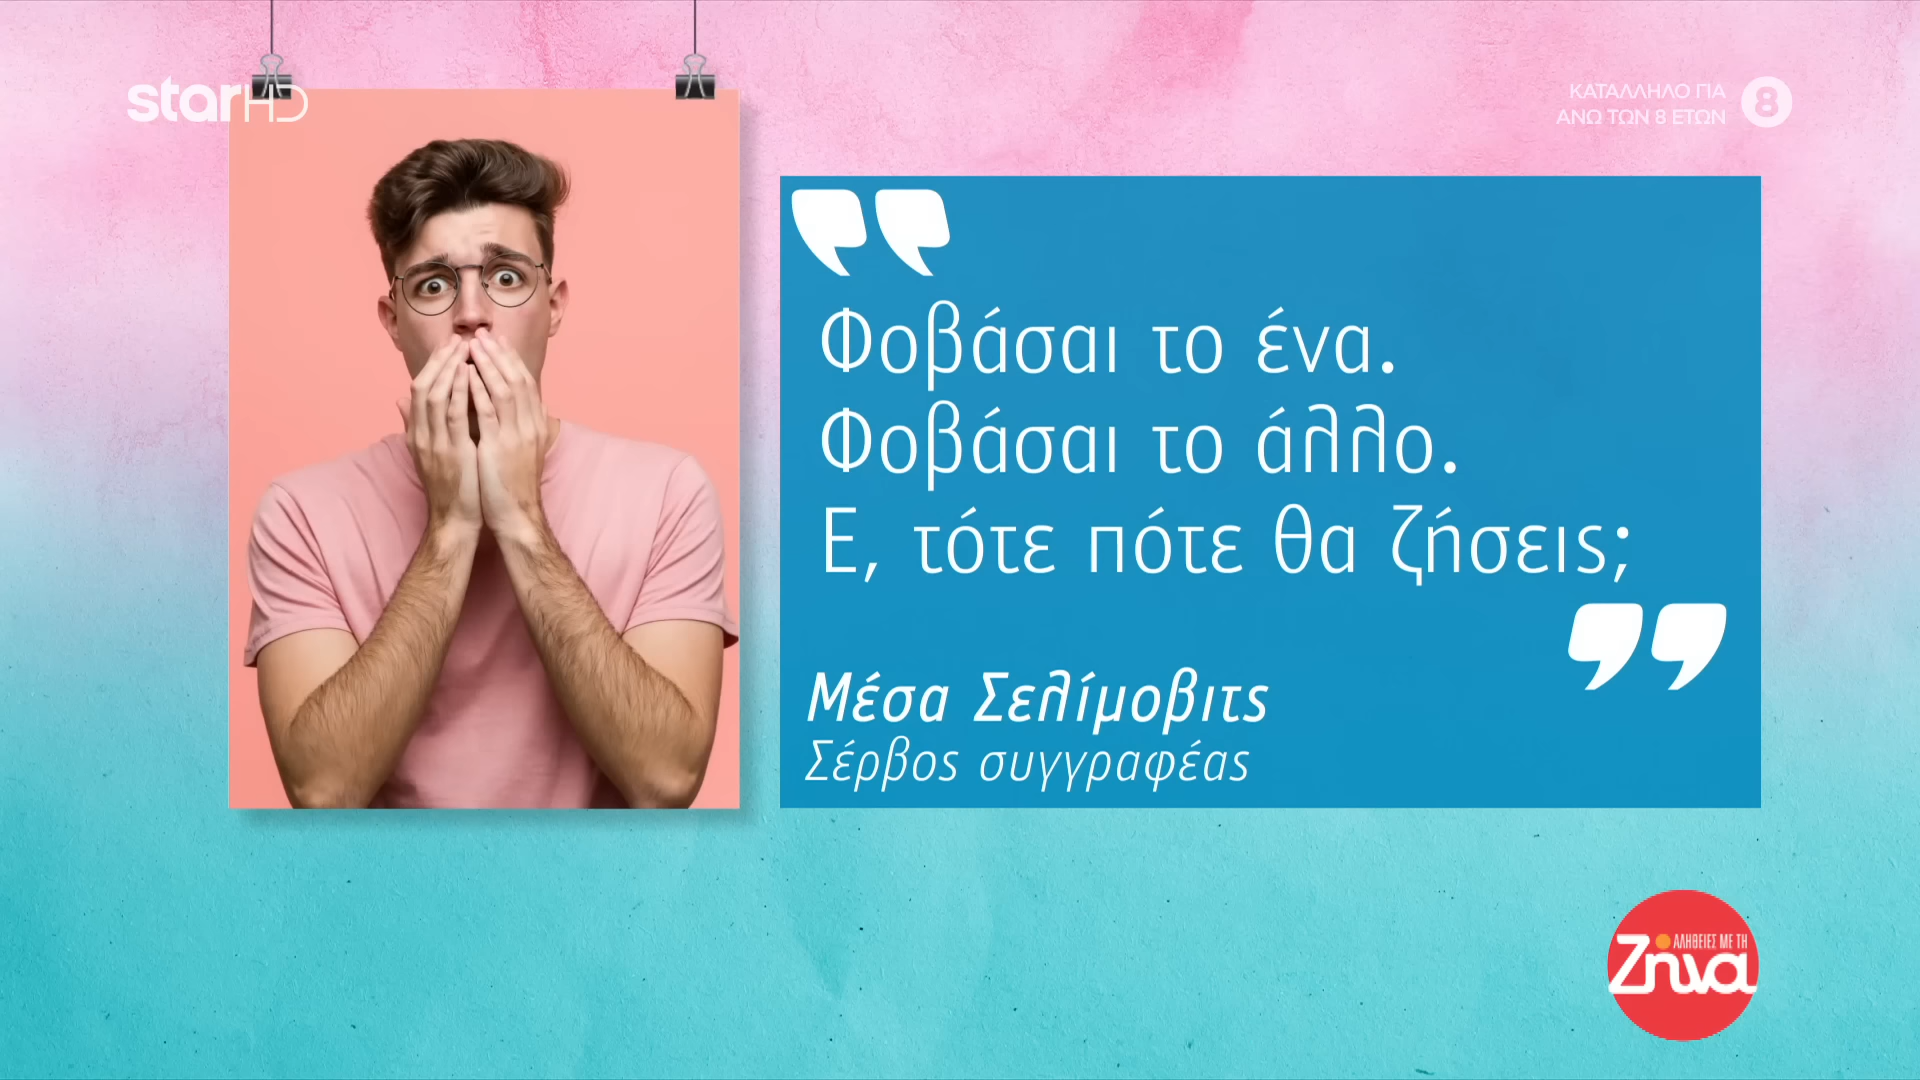 starHD
ΚΑΤΑΛΛΗΛΟ ΓΙΑ
ΑΝΩ ΤΩΝ 8 ΕΤΩΝ
8
Φοβάσαι το ένα.
Φοβάσαι το άλλο.
Ε, τότε πότε θα ζήσεις;
Μέσα Σελίμοβιτς
Σέρβος συγγραφέας
ΑΛΗΘΕΙΕΣ ΜΕ ΤΗ
Ζήνα